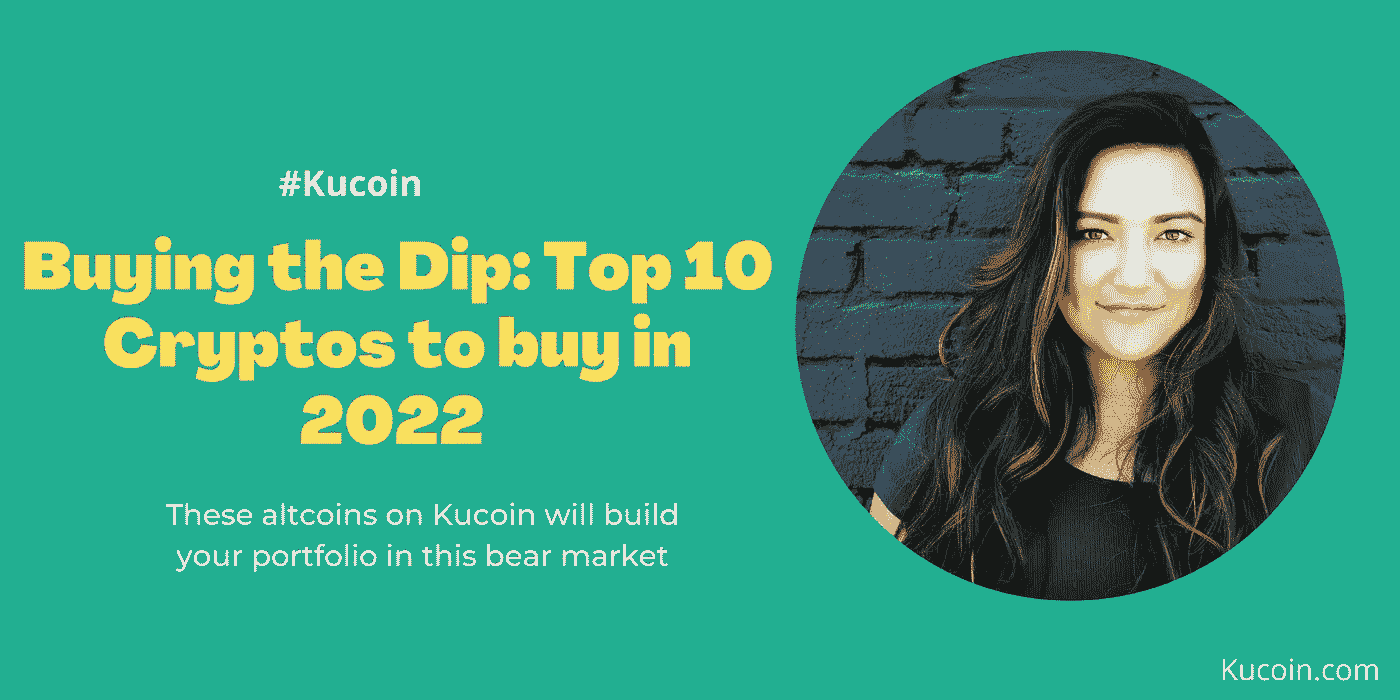 #Kucoin
Buying the Dip: Top 10
Cryptos to buy in
2022
These altcoins on Kucoin will build
your portfolio in this bear market
Kucoin.com